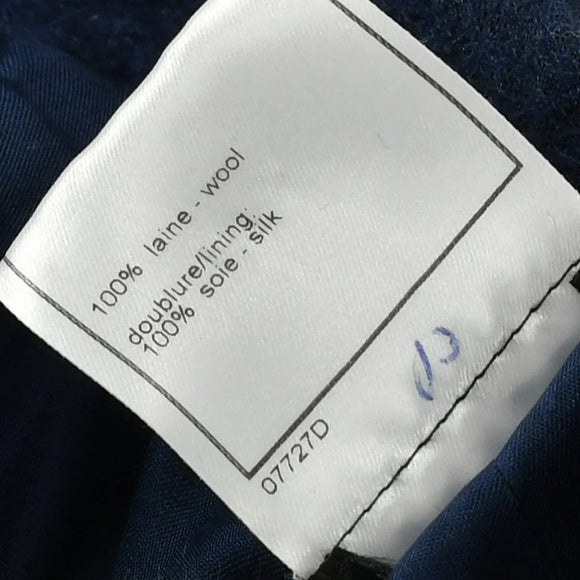 100% laine - wool
doublure/lining:
100% soie - silk
07727D